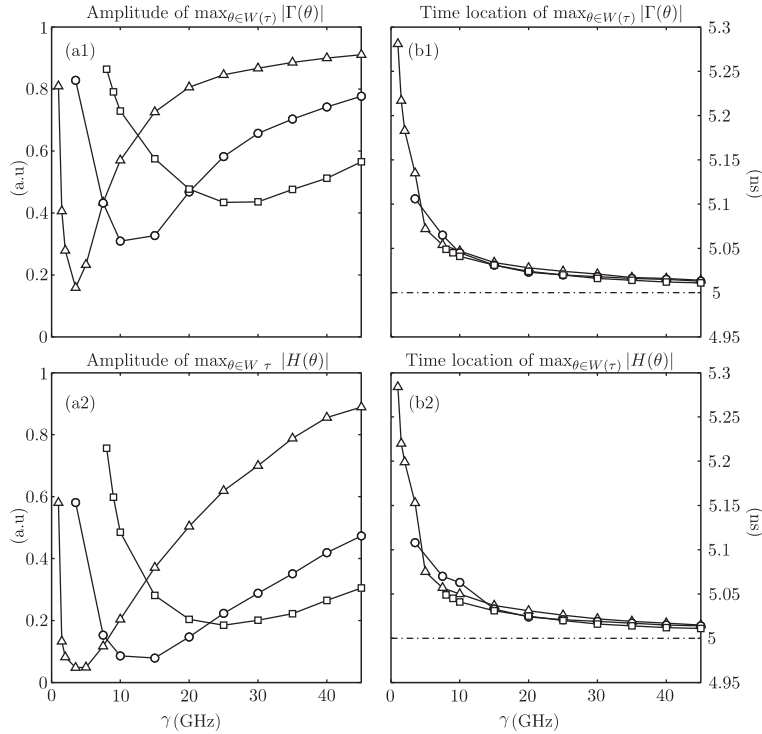 Amplitude of max_{θ∈W(τ)} |Γ(θ)|
(a1)
1
0.8
0.6
0.4
0.2
0
(a.u)
Time location of max_{θ∈W(τ)} |Γ(θ)|
(b1)
5.3
5.2
5.15
5.1
5.05
5
4.95
(ns)
Amplitude of max_{θ∈W τ} |H(θ)|
(a2)
1
0.8
0.6
0.4
0.2
0
(a.u)
0 10 20 30 40
γ (GHz)
Time location of max_{θ∈W(τ)} |H(θ)|
(b2)
5.3
5.2
5.15
5.1
5.05
5
4.95
(ns)
0 10 20 30 40
γ (GHz)